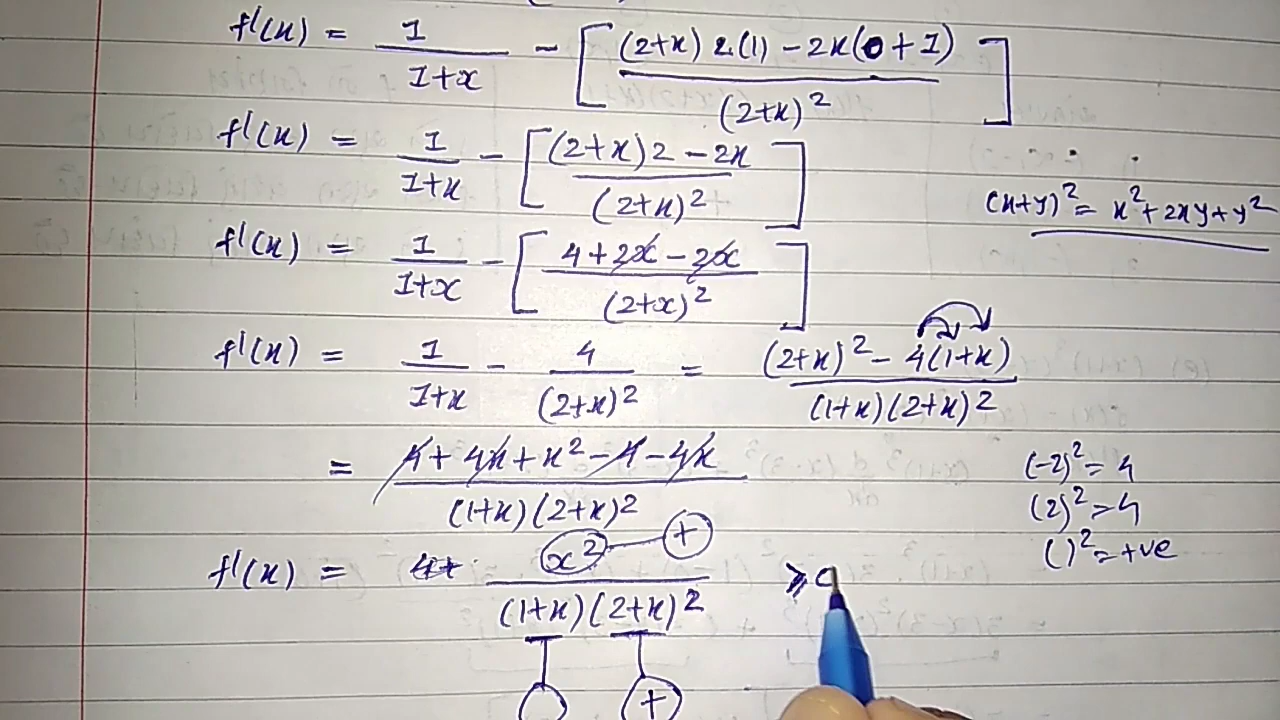 f'(x) = 1/(1+x) - [((2+x) 2(1) - 2x(0+1))/(2+x)²]
f'(x) = 1/(1+x) - [((2+x)2 - 2x)/(2+x)²]
(x+y)² = x² + 2xy + y²
f'(x) = 1/(1+x) - [(4+2x-2x)/(2+x)²]
f'(x) = 1/(1+x) - 4/(2+x)² = ((2+x)² - 4(1+x))/((1+x)(2+x)²)
= (4+4x+x²-4-4x)/((1+x)(2+x)²)
(-2)² = 4
(2)² = 4
( )² = +ve
f'(x) = x²/((1+x)(2+x)²) ≥ 0
+
+